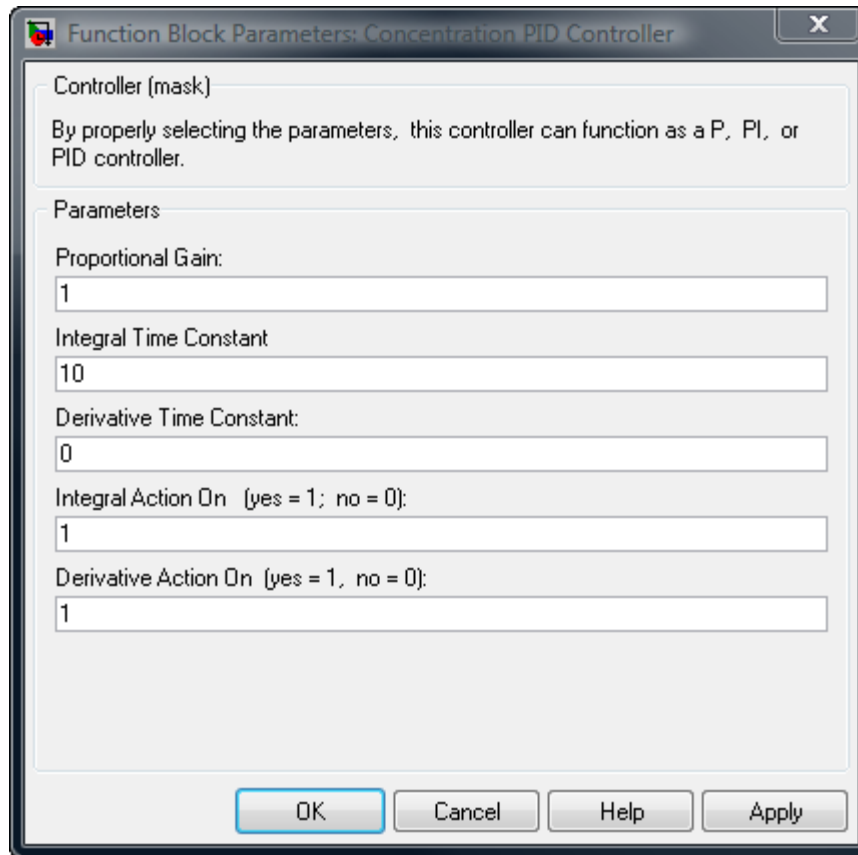 Function Block Parameters: Concentration PID Controller
X
Controller (mask)
By properly selecting the parameters, this controller can function as a P, PI, or
PID controller.
Parameters
Proportional Gain:
1
Integral Time Constant
10
Derivative Time Constant:
0
Integral Action On (yes = 1; no = 0):
1
Derivative Action On (yes = 1, no = 0):
1
OK Cancel Help Apply